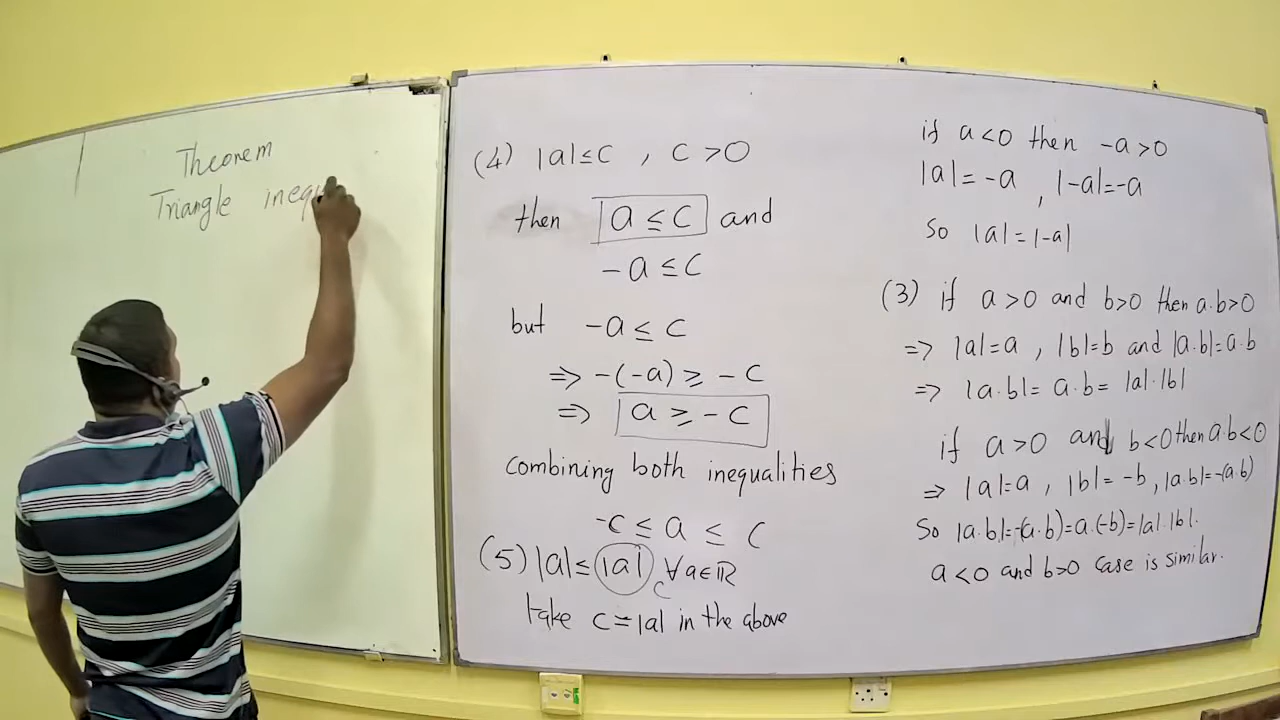 Theorem
Triangle inequ
(4) |a|≤c , c >0
then a ≤ c and
-a ≤ c
but -a ≤ c
=> -(-a) ≥ -c
=> a ≥ -c
combining both inequalities
-c ≤ a ≤ c
(5) |a| ≤ |a| ∀a∈ℝ
c
take c = |a| in the above
if a<0 then -a>0
|a| = -a , |-a| = -a
So |a| = |-a|
(3) if a>0 and b>0 then a·b>0
=> |a|=a , |b|=b and |a·b|=a·b
=> |a·b| = a·b = |a|·|b|
if a>0 and b<0 then a·b<0
=> |a|=a, |b| = -b, |a·b|=-(a·b)
So |a·b|=-(a·b)=a·(-b)=|a|·|b|.
a<0 and b>0 case is similar.